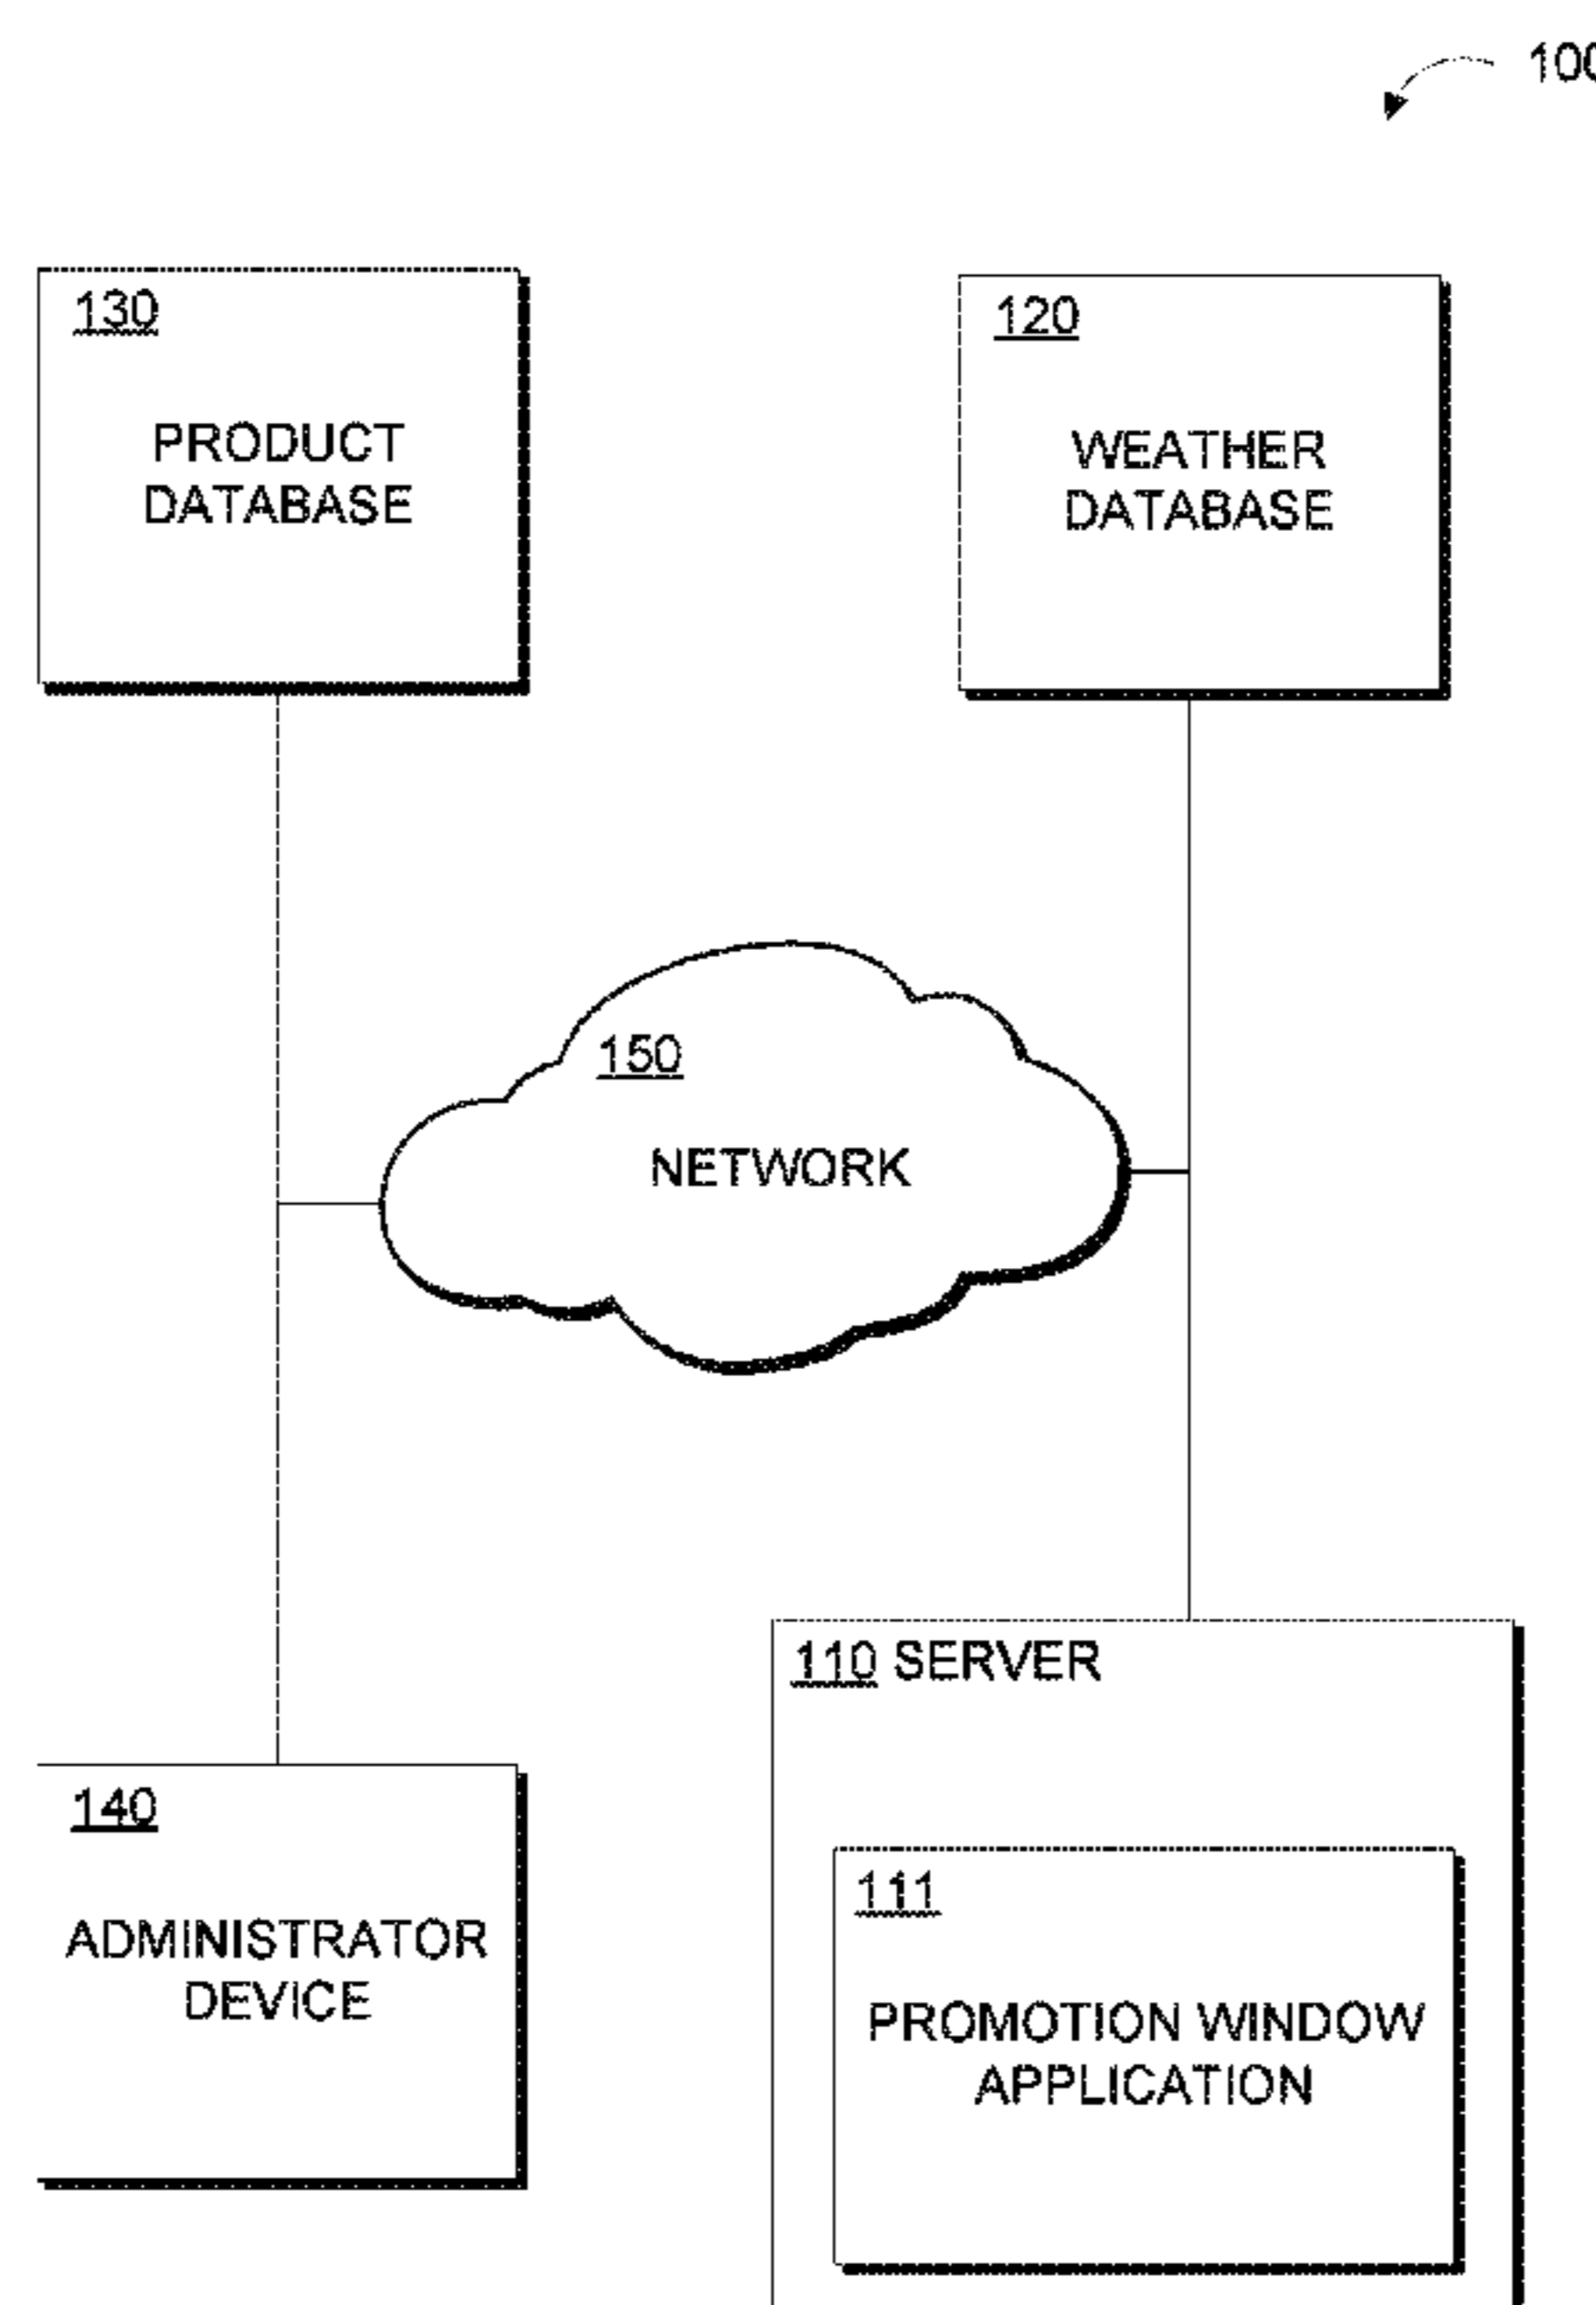 100
130
PRODUCT
DATABASE
120
WEATHER
DATABASE
150
NETWORK
110 SERVER
140
ADMINISTRATOR
DEVICE
111
PROMOTION WINDOW
APPLICATION